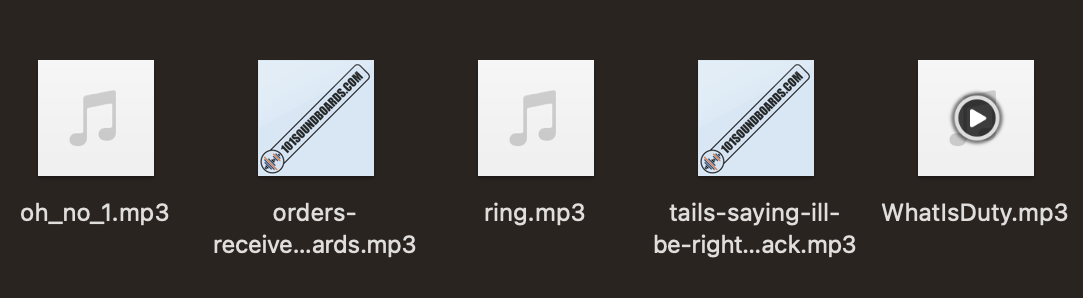 101SOUNDBOARDS.COM
101SOUNDBOARDS.COM
oh_no_1.mp3
orders-
receive...ards.mp3
ring.mp3
tails-saying-ill-
be-right...ack.mp3
WhatIsDuty.mp3